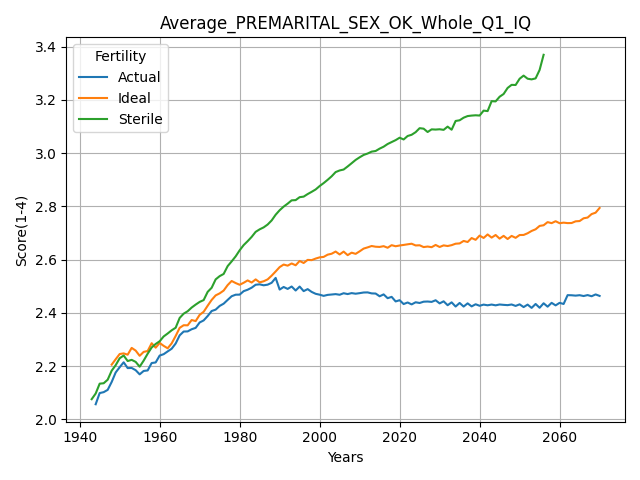 Average_PREMARITAL_SEX_OK_Whole_Q1_IQ
Fertility
Actual
Ideal
Sterile
Score(1-4)
3.4
3.2
3.0
2.8
2.6
2.4
2.2
2.0
1940 1960 1980 2000 2020 2040 2060
Years